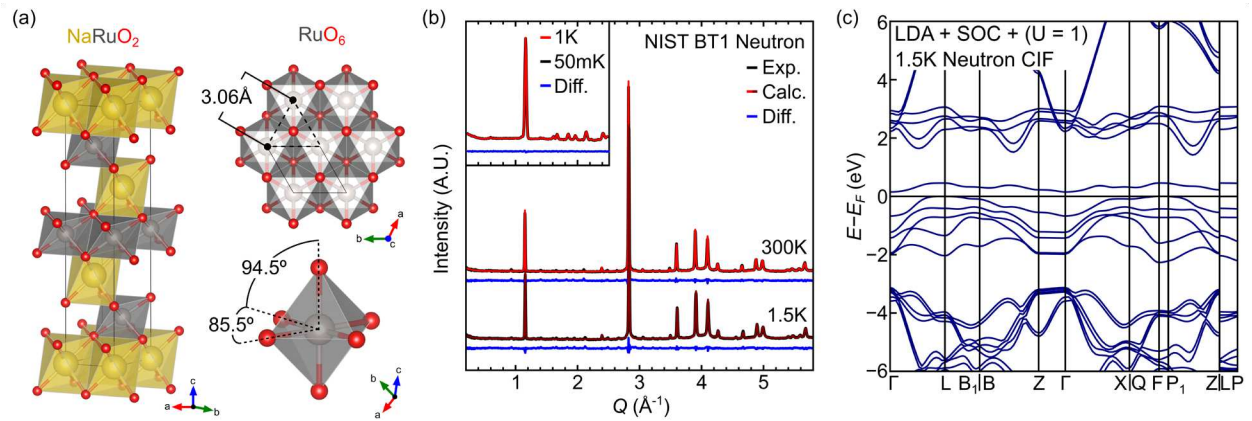 (a)
NaRuO2
RuO6
3.06Å
a
b
c
94.5º
85.5º
c
a
b
b
c
a
(b)
1K
50mK
Diff.
NIST BT1 Neutron
Exp.
Calc.
Diff.
300K
1.5K
Intensity (A.U.)
1 2 3 4 5
Q (Å-1)
(c)
LDA + SOC + (U = 1)
1.5K Neutron CIF
6
4
2
0
−2
−4
−6
E-EF (eV)
Γ L B1 B Z Γ X Q F P1 Z L P